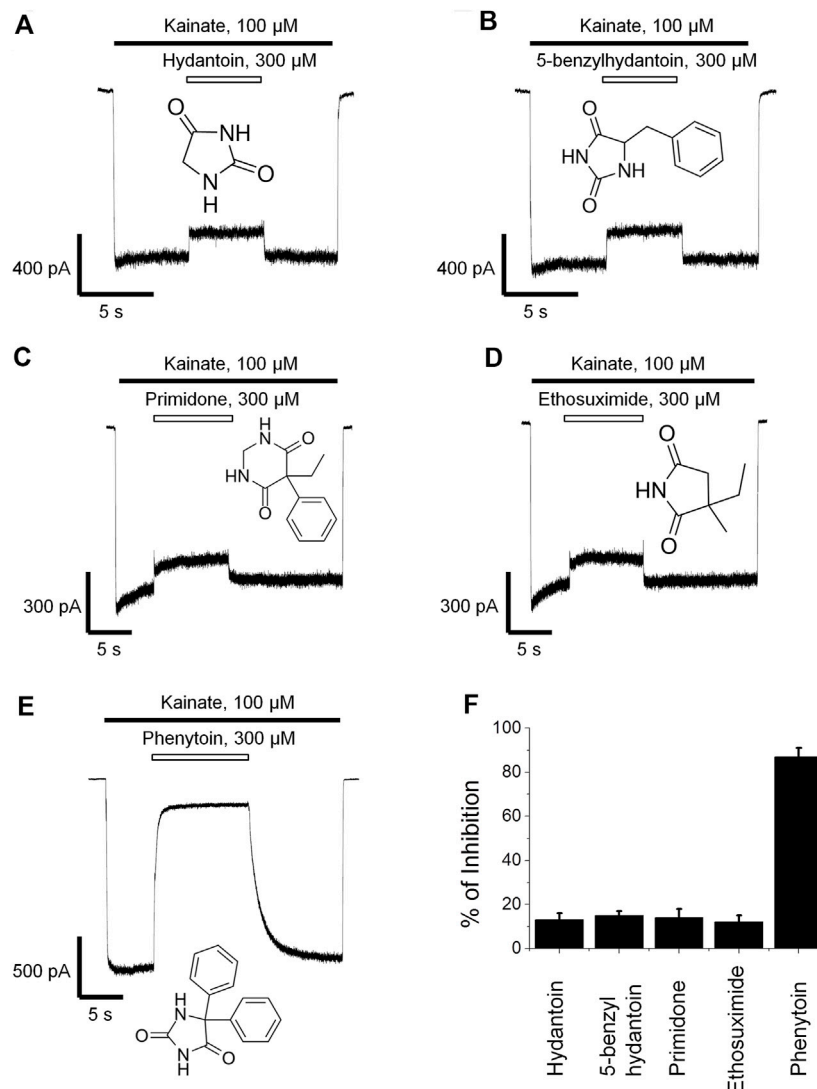 A
Kainate, 100 µM
Hydantoin, 300 µM
O
NH
O
N
H
400 pA
5 s
B
Kainate, 100 µM
5-benzylhydantoin, 300 µM
O
HN
NH
O
400 pA
5 s
C
Kainate, 100 µM
Primidone, 300 µM
H
N
O
HN
O
300 pA
5 s
D
Kainate, 100 µM
Ethosuximide, 300 µM
O
HN
O
300 pA
5 s
E
Kainate, 100 µM
Phenytoin, 300 µM
500 pA
5 s
H
N
O
N
H
O
F
100
80
60
40
20
0
% of Inhibition
Hydantoin
5-benzyl
hydantoin
Primidone
Ethosuximide
Phenytoin